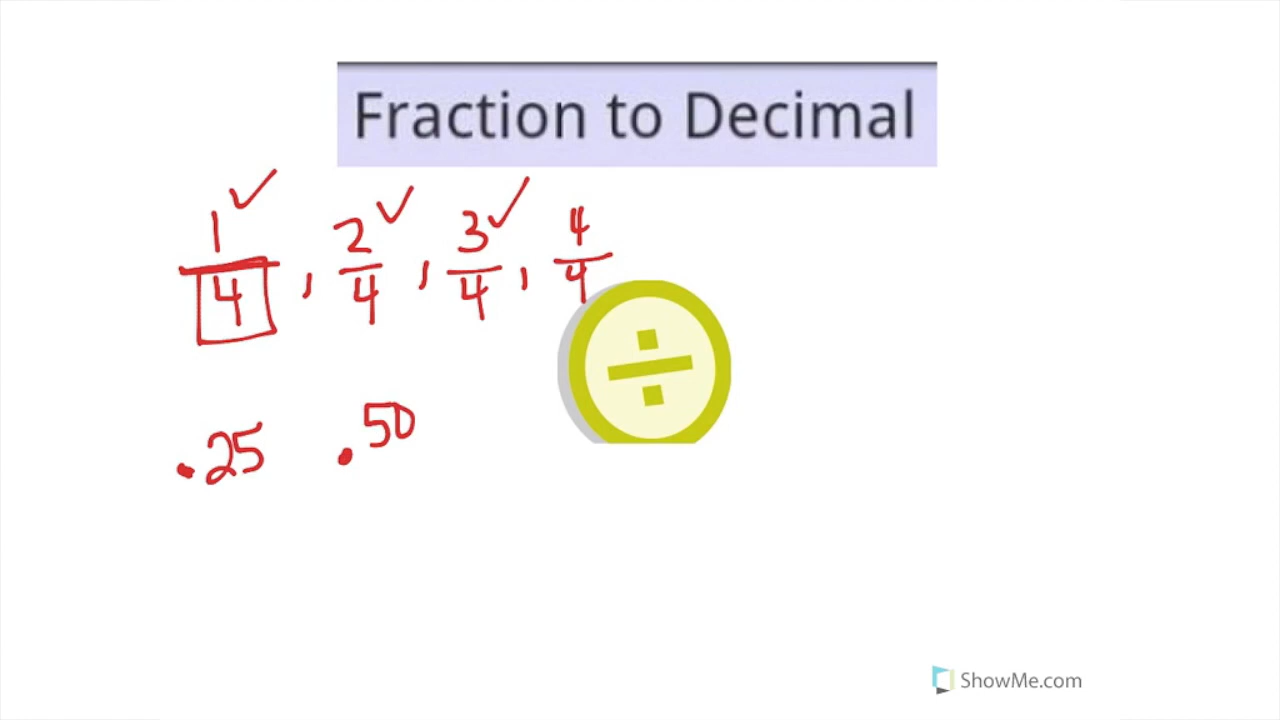 Fraction to Decimal
1/4, 2/4, 3/4, 4/4
.25 .50
ShowMe.com